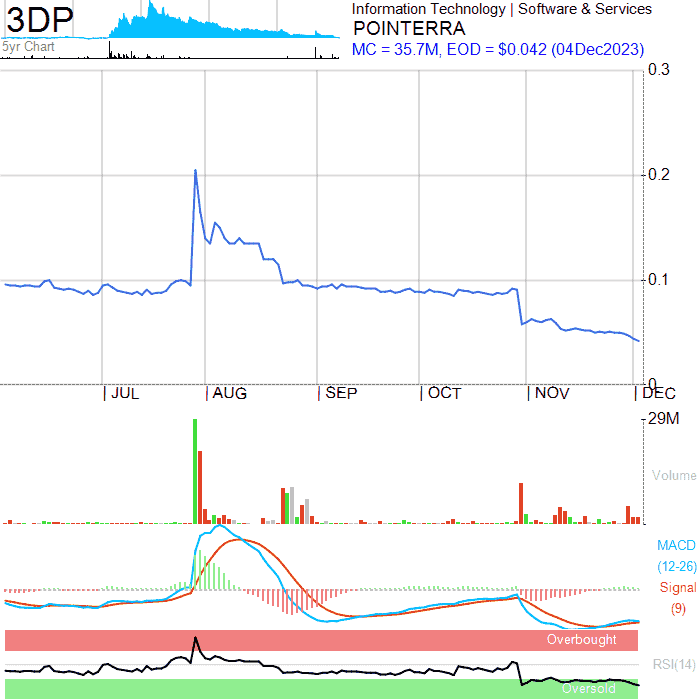 3DP
5yr Chart
Information Technology | Software & Services
POINTERRA
MC = 35.7M, EOD = $0.042 (04Dec2023)
0.3
0.2
0.1
0
JUL AUG SEP OCT NOV DEC
29M
Volume
MACD
(12-26)
Signal
(9)
Overbought
RSI(14)
Oversold